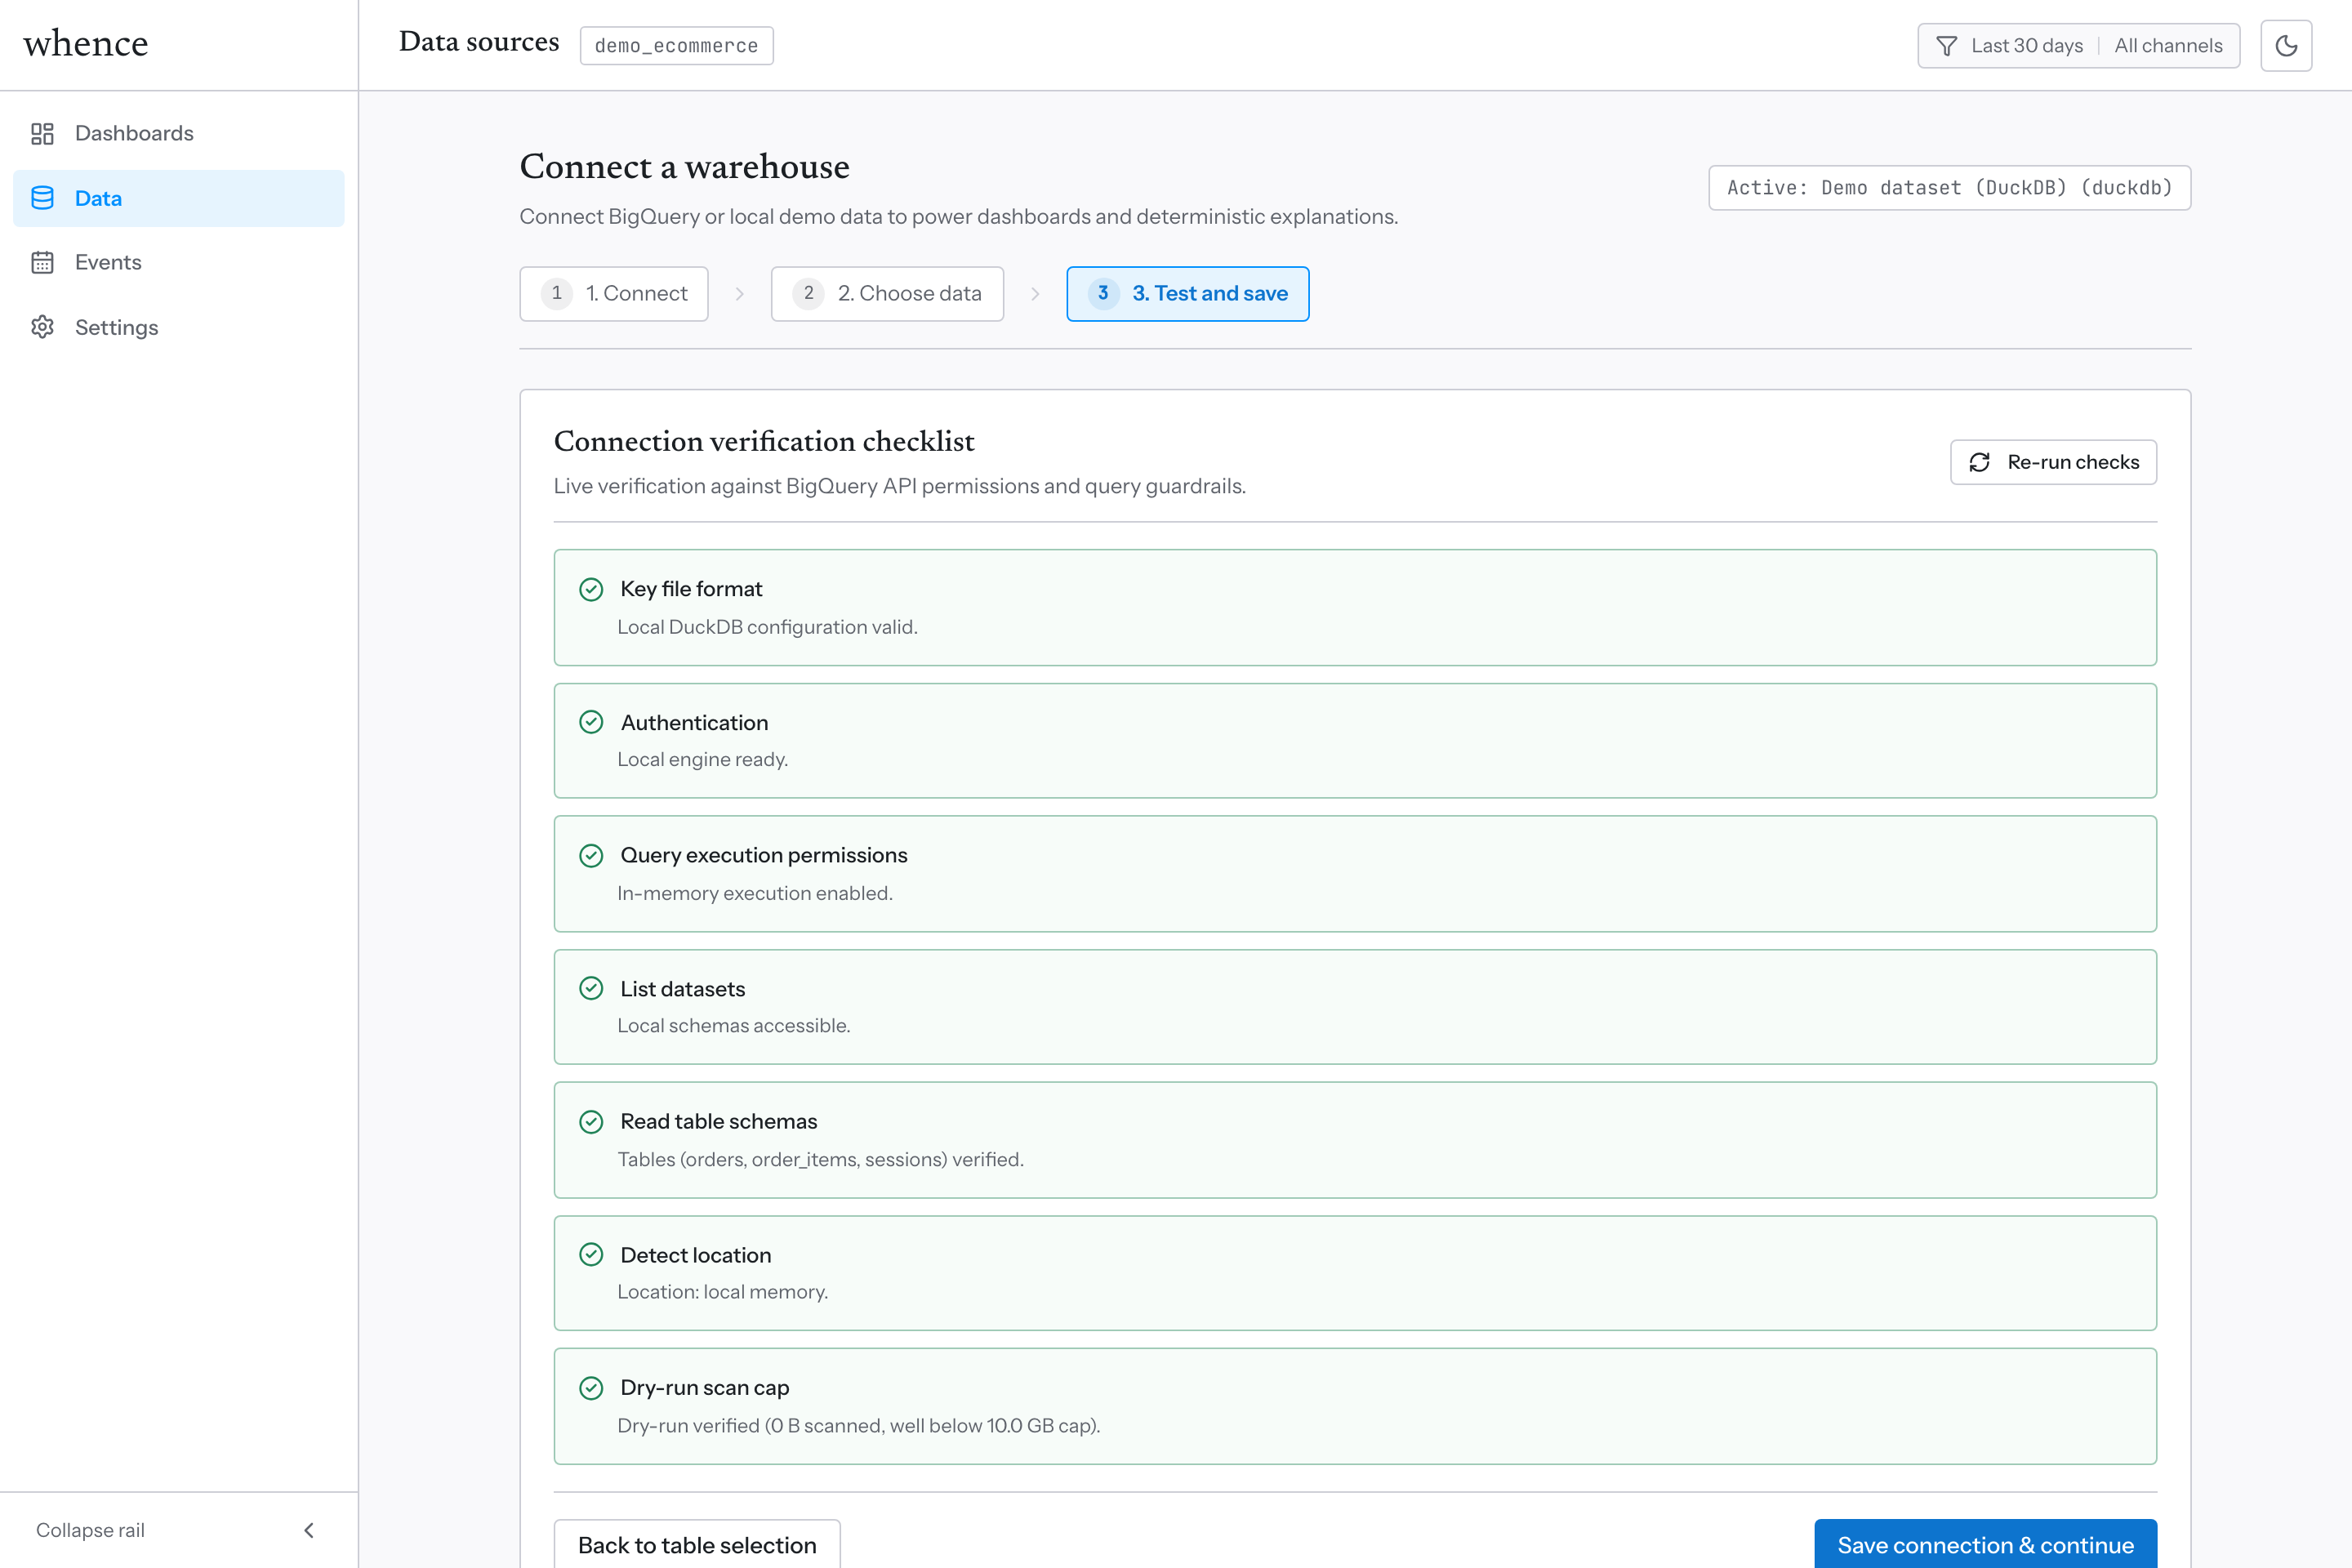 whence
Data sources
demo_ecommerce
Last 30 days
All channels
Dashboards
Data
Events
Settings
Collapse rail
Connect a warehouse
Connect BigQuery or local demo data to power dashboards and deterministic explanations.
Active: Demo dataset (DuckDB) (duckdb)
1 1. Connect
2 2. Choose data
3 3. Test and save
Connection verification checklist
Live verification against BigQuery API permissions and query guardrails.
Re-run checks
Key file format
Local DuckDB configuration valid.
Authentication
Local engine ready.
Query execution permissions
In-memory execution enabled.
List datasets
Local schemas accessible.
Read table schemas
Tables (orders, order_items, sessions) verified.
Detect location
Location: local memory.
Dry-run scan cap
Dry-run verified (0 B scanned, well below 10.0 GB cap).
Back to table selection
Save connection & continue